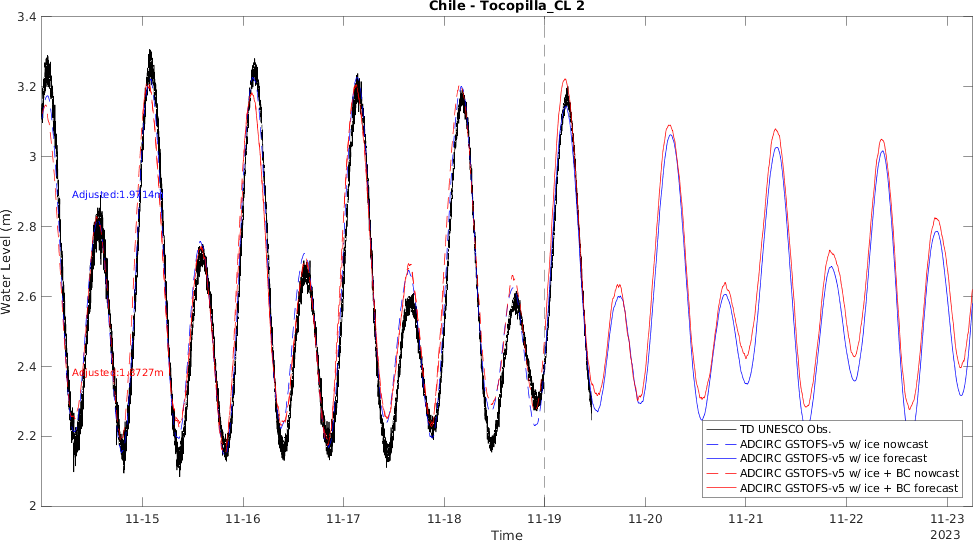 Chile - Tocopilla_CL 2
3.4
3.2
3
2.8
2.6
2.4
2.2
2
Water Level (m)
Adjusted:1.9714m
Adjusted:1.8727m
TD UNESCO Obs.
ADCIRC GSTOFS-v5 w/ ice nowcast
ADCIRC GSTOFS-v5 w/ ice forecast
ADCIRC GSTOFS-v5 w/ ice + BC nowcast
ADCIRC GSTOFS-v5 w/ ice + BC forecast
11-15 11-16 11-17 11-18 11-19 11-20 11-21 11-22 11-23
Time 2023